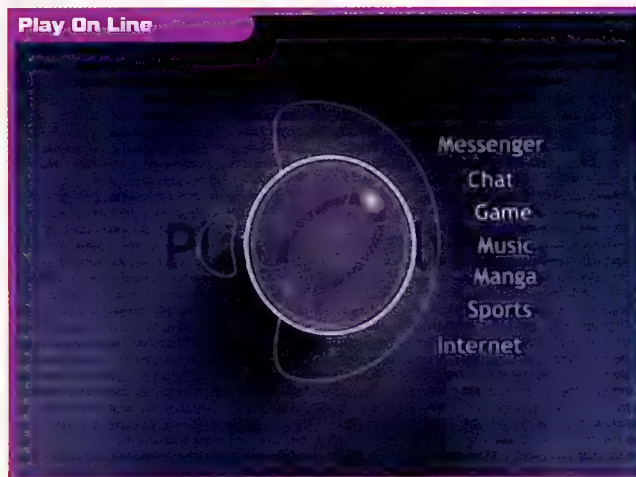 Play On Line
Messenger
Chat
Game
Music
Manga
Sports
Internet